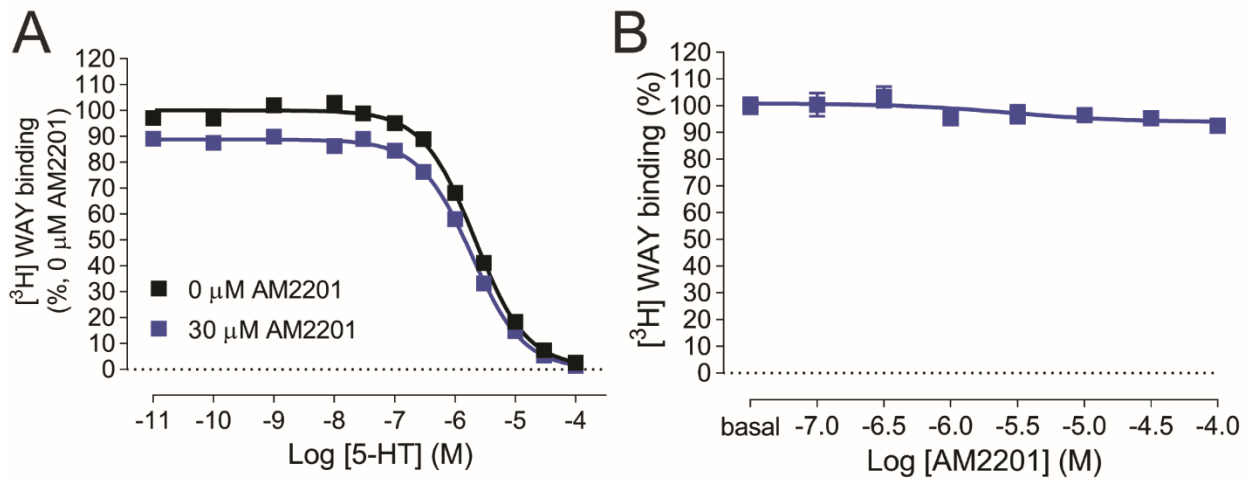 A
[³H] WAY binding
(%, 0 μM AM2201)
120
110
100
90
80
70
60
50
40
30
20
10
0
0 μM AM2201
30 μM AM2201
-11 -10 -9 -8 -7 -6 -5 -4
Log [5-HT] (M)
B
[³H] WAY binding (%)
120
110
100
90
80
70
60
50
40
30
20
10
0
basal -7.0 -6.5 -6.0 -5.5 -5.0 -4.5 -4.0
Log [AM2201] (M)